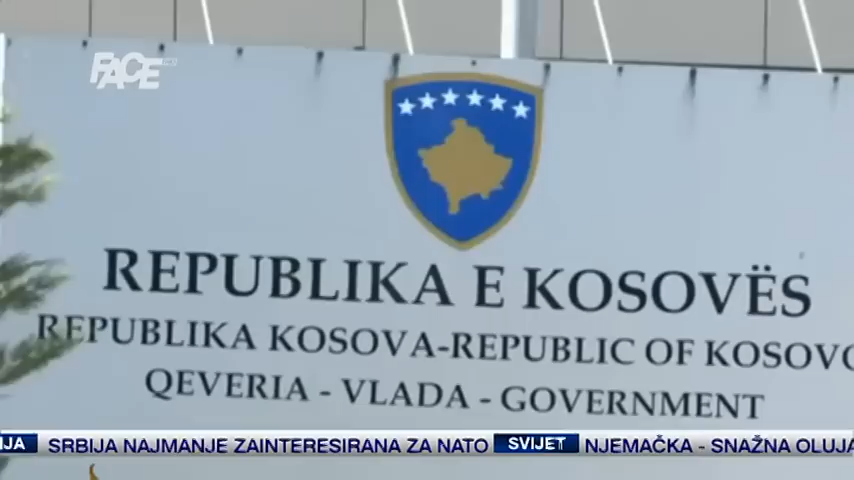 FACE
REPUBLIKA E KOSOVËS
REPUBLIKA KOSOVA-REPUBLIC OF KOSOVO
QEVERIA - VLADA - GOVERNMENT
IJA SRBIJA NAJMANJE ZAINTERESIRANA ZA NATO SVIJET NJEMAČKA - SNAŽNA OLUJA